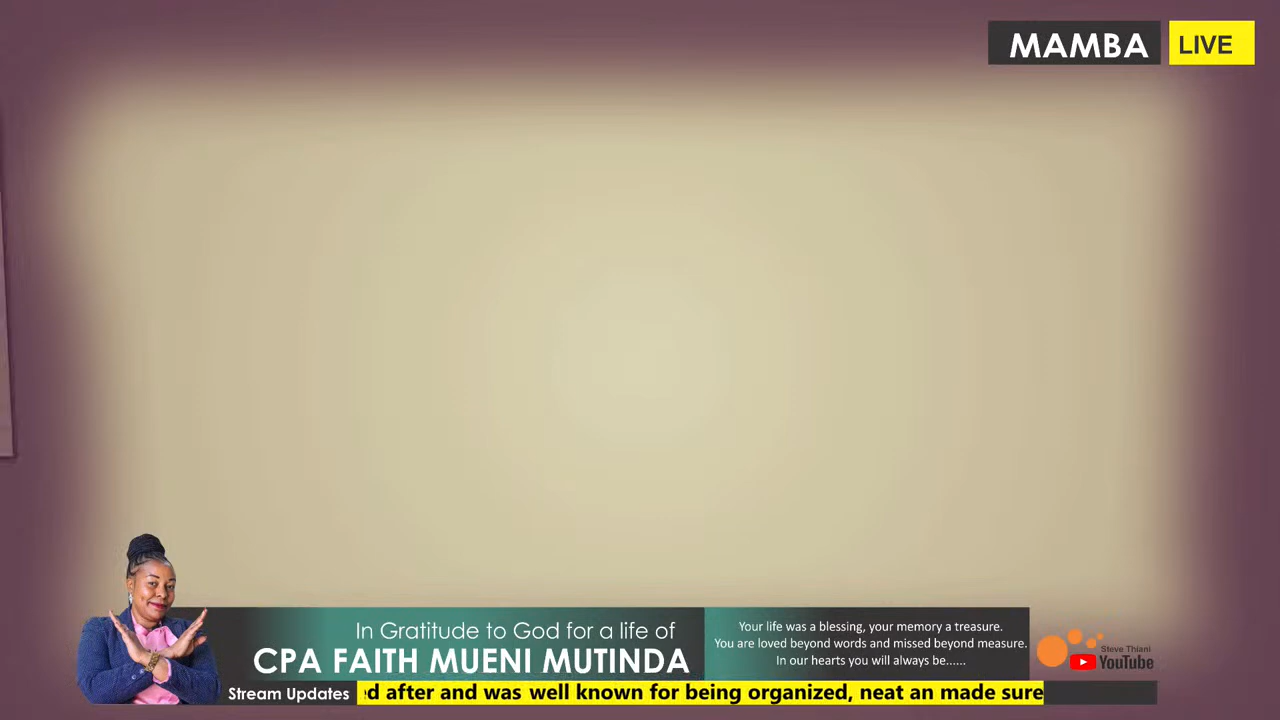 MAMBA LIVE
In Gratitude to God for a life of
CPA FAITH MUENI MUTINDA
Your life was a blessing, your memory a treasure.
You are loved beyond words and missed beyond measure.
In our hearts you will always be......
Steve Thiani
YouTube
Stream Updates
ed after and was well known for being organized, neat an made sure